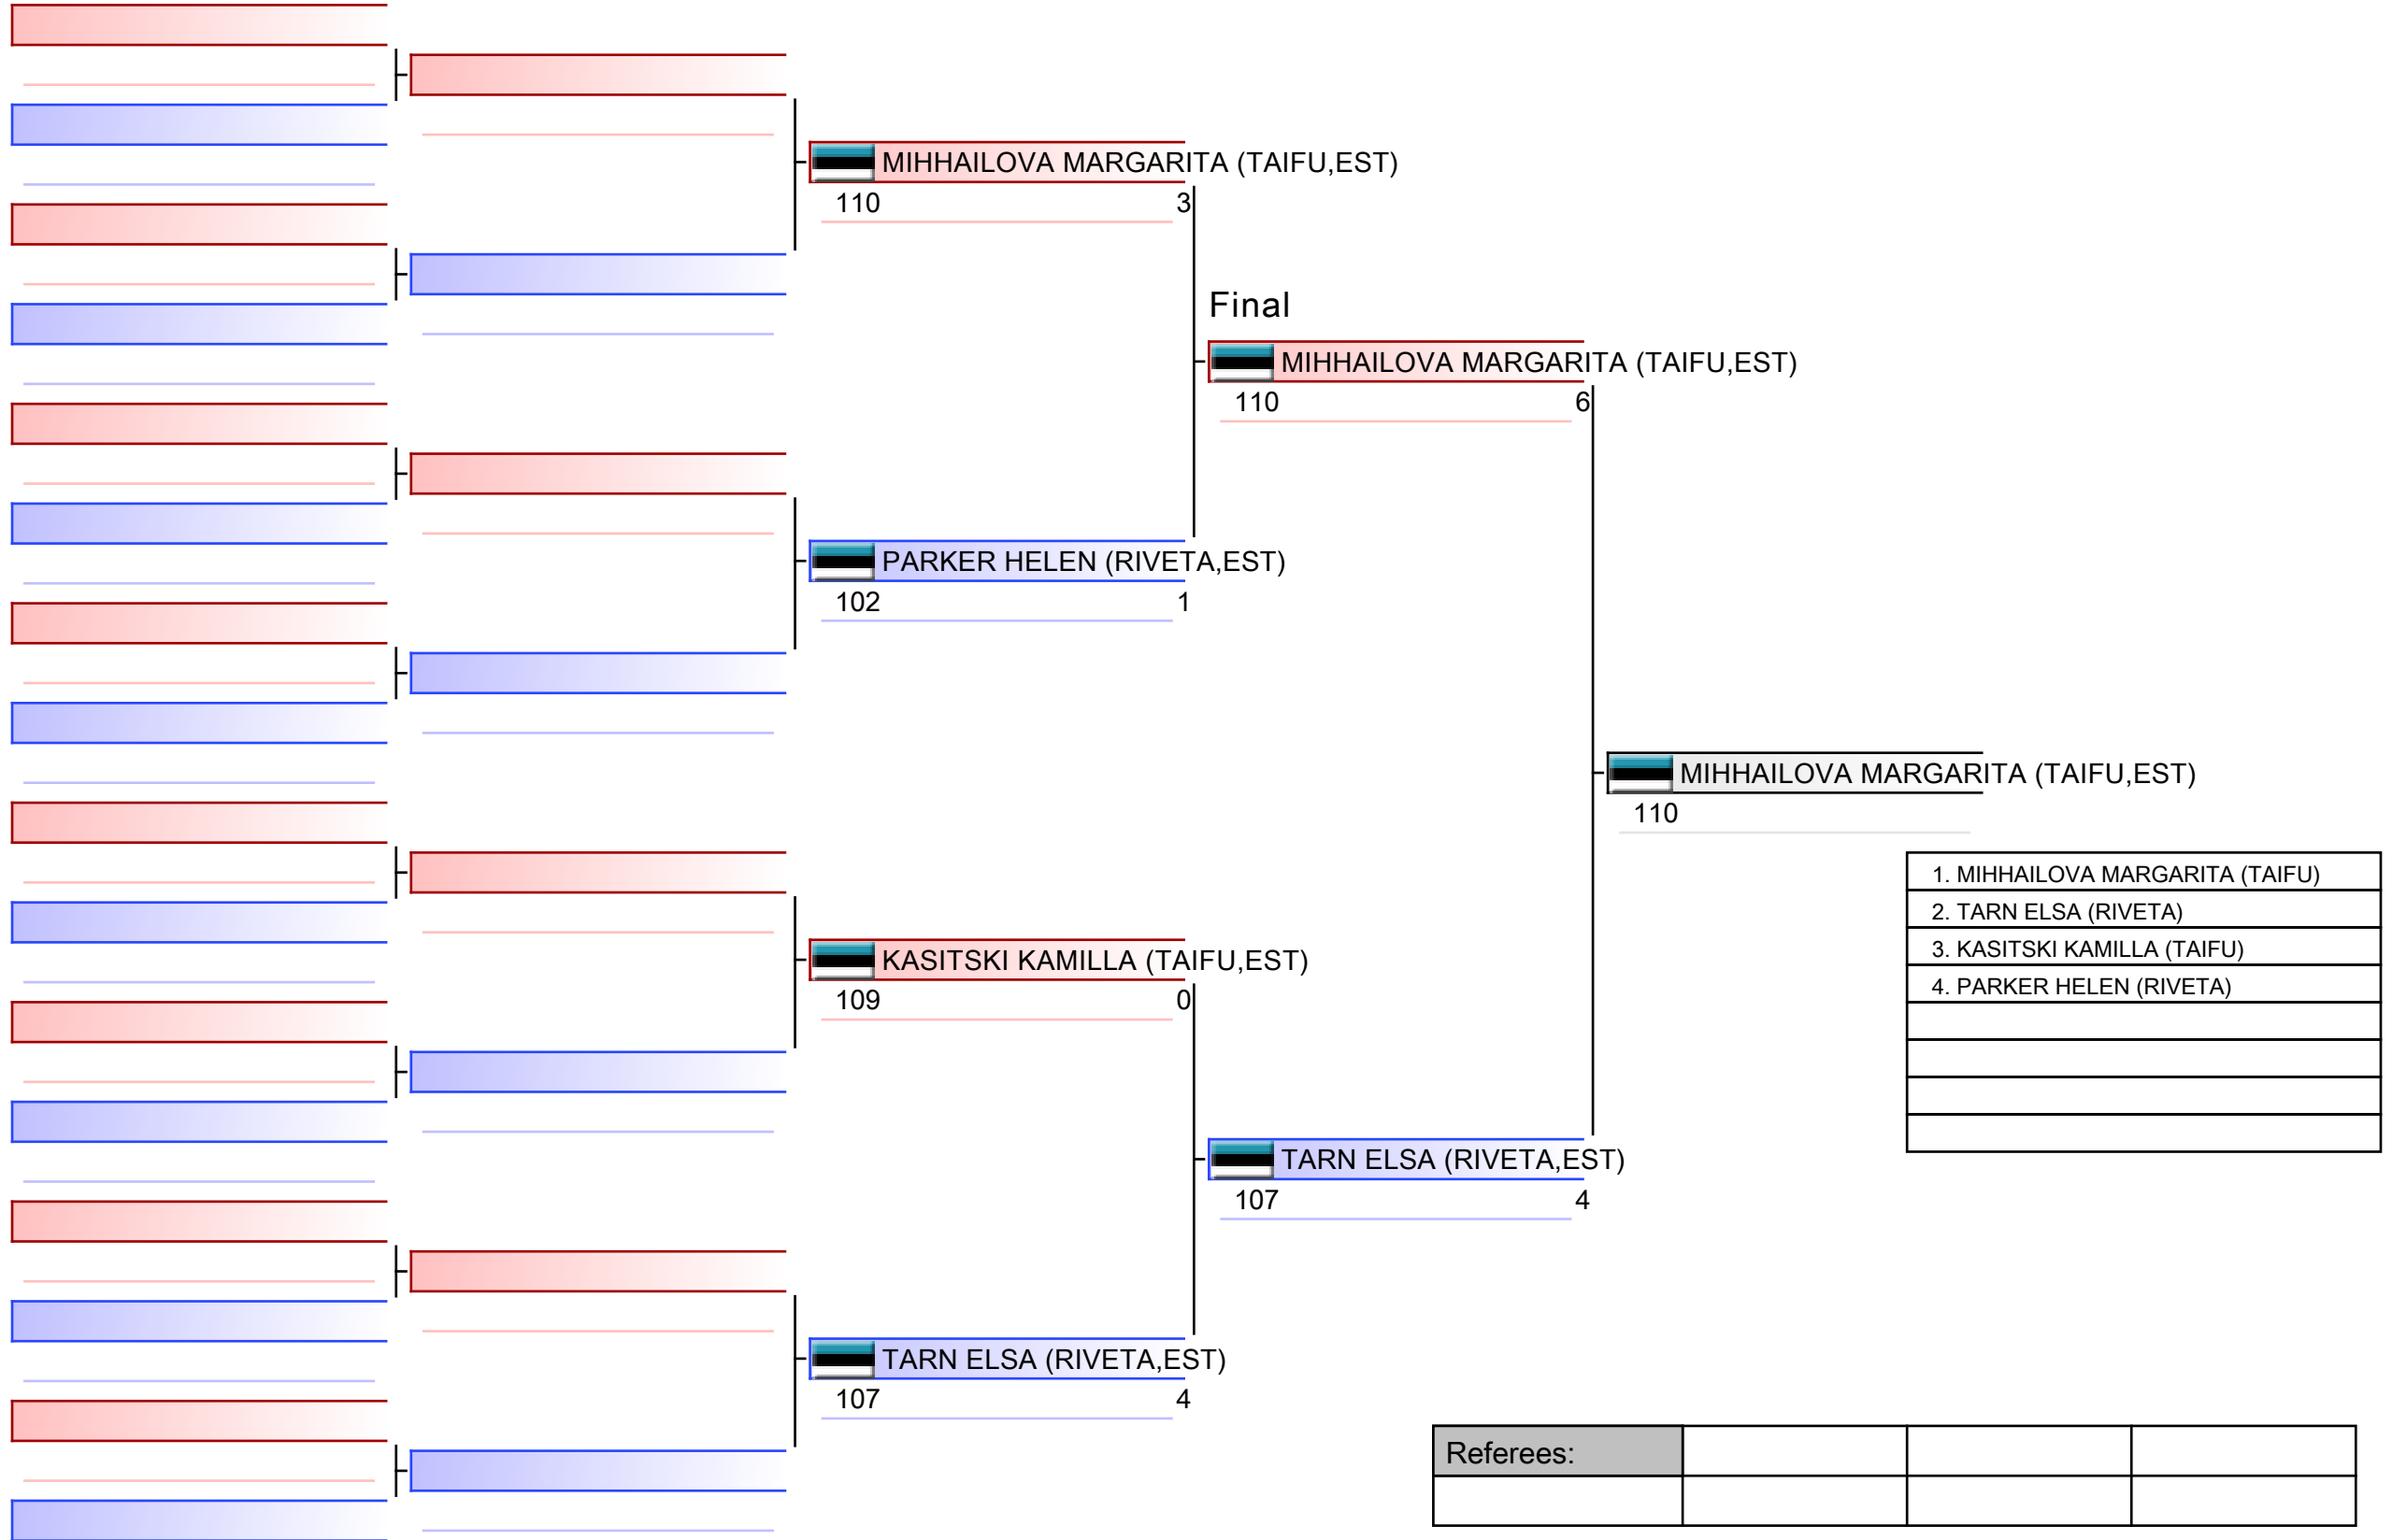 MIHHAILOVA MARGARITA (TAIFU,EST)
110 3
Final
MIHHAILOVA MARGARITA (TAIFU,EST)
110 6
PARKER HELEN (RIVETA,EST)
102 1
MIHHAILOVA MARGARITA (TAIFU,EST)
110
1. MIHHAILOVA MARGARITA (TAIFU)
2. TARN ELSA (RIVETA)
3. KASITSKI KAMILLA (TAIFU)
4. PARKER HELEN (RIVETA)
KASITSKI KAMILLA (TAIFU,EST)
109 0
TARN ELSA (RIVETA,EST)
107 4
TARN ELSA (RIVETA,EST)
107 4
Referees: